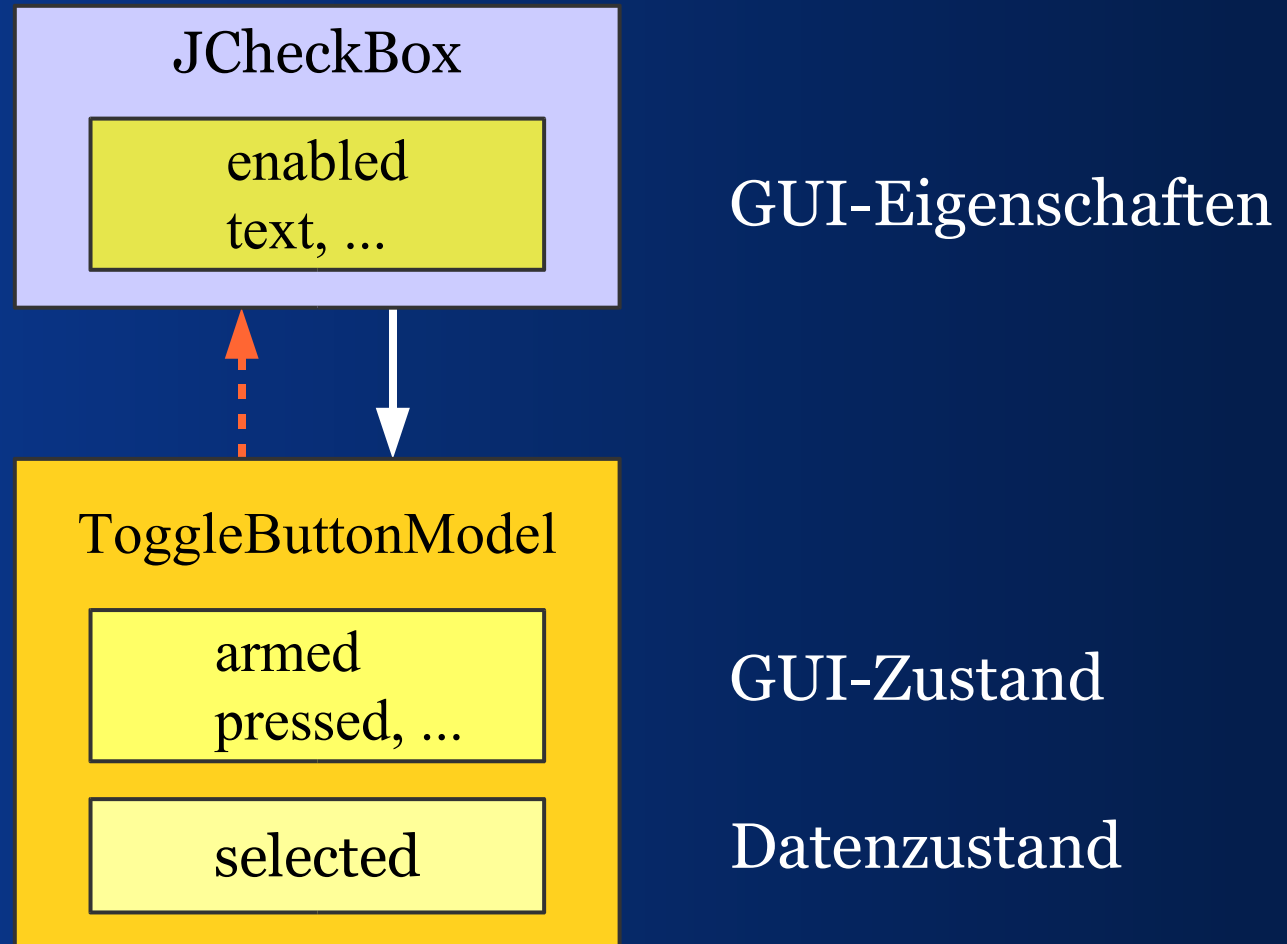 JCheckBox
enabled
text, ...
GUI-Eigenschaften
ToggleButtonModel
armed
pressed, ...
GUI-Zustand
selected
Datenzustand